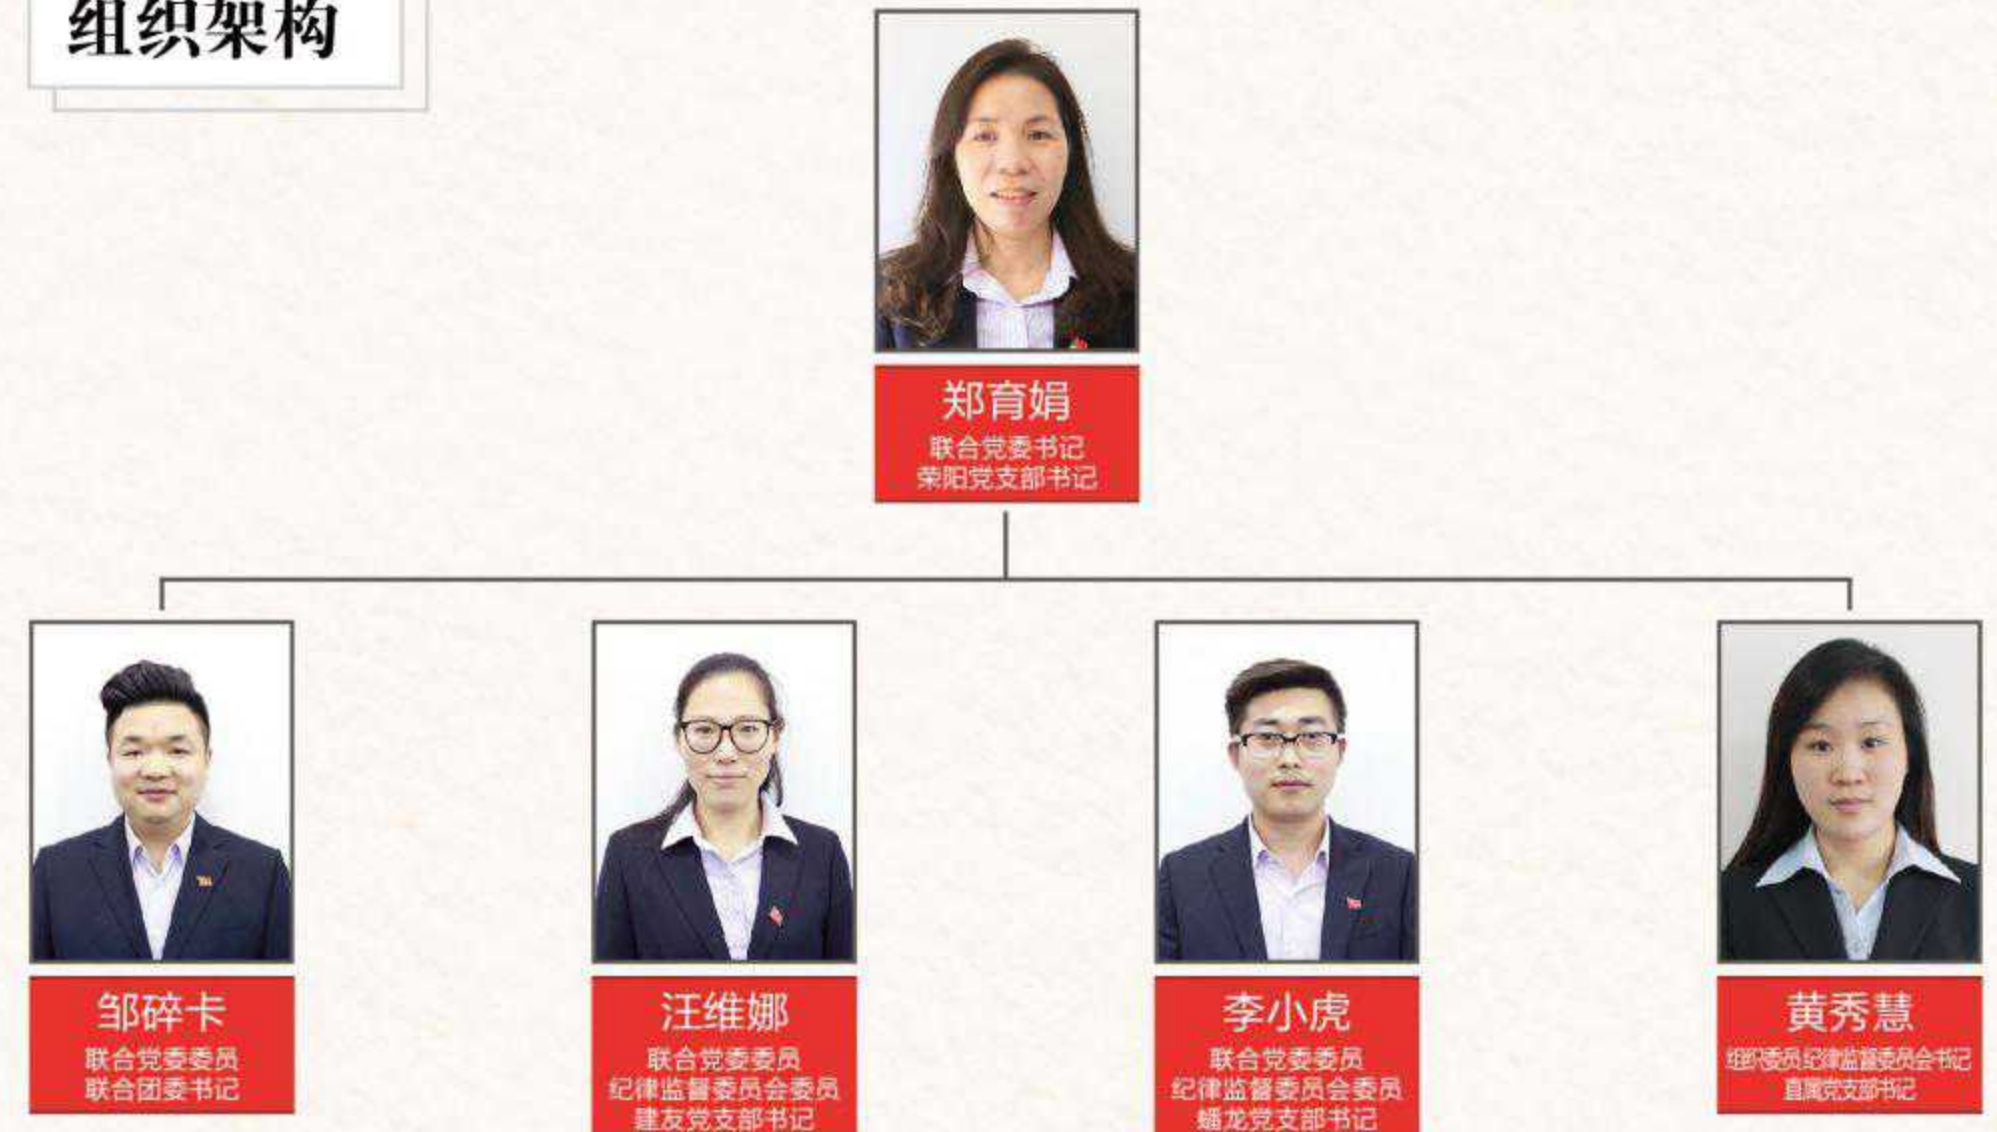 组织架构
郑育娟
联合党委书记
荣阳党支部书记
邹碎卡
联合党委委员
联合团委书记
汪维娜
联合党委委员
纪律监督委员会委员
建友党支部书记
李小虎
联合党委委员
纪律监督委员会委员
蟠龙党支部书记
黄秀慧
组织委员纪律监督委员会书记
直属党支部书记